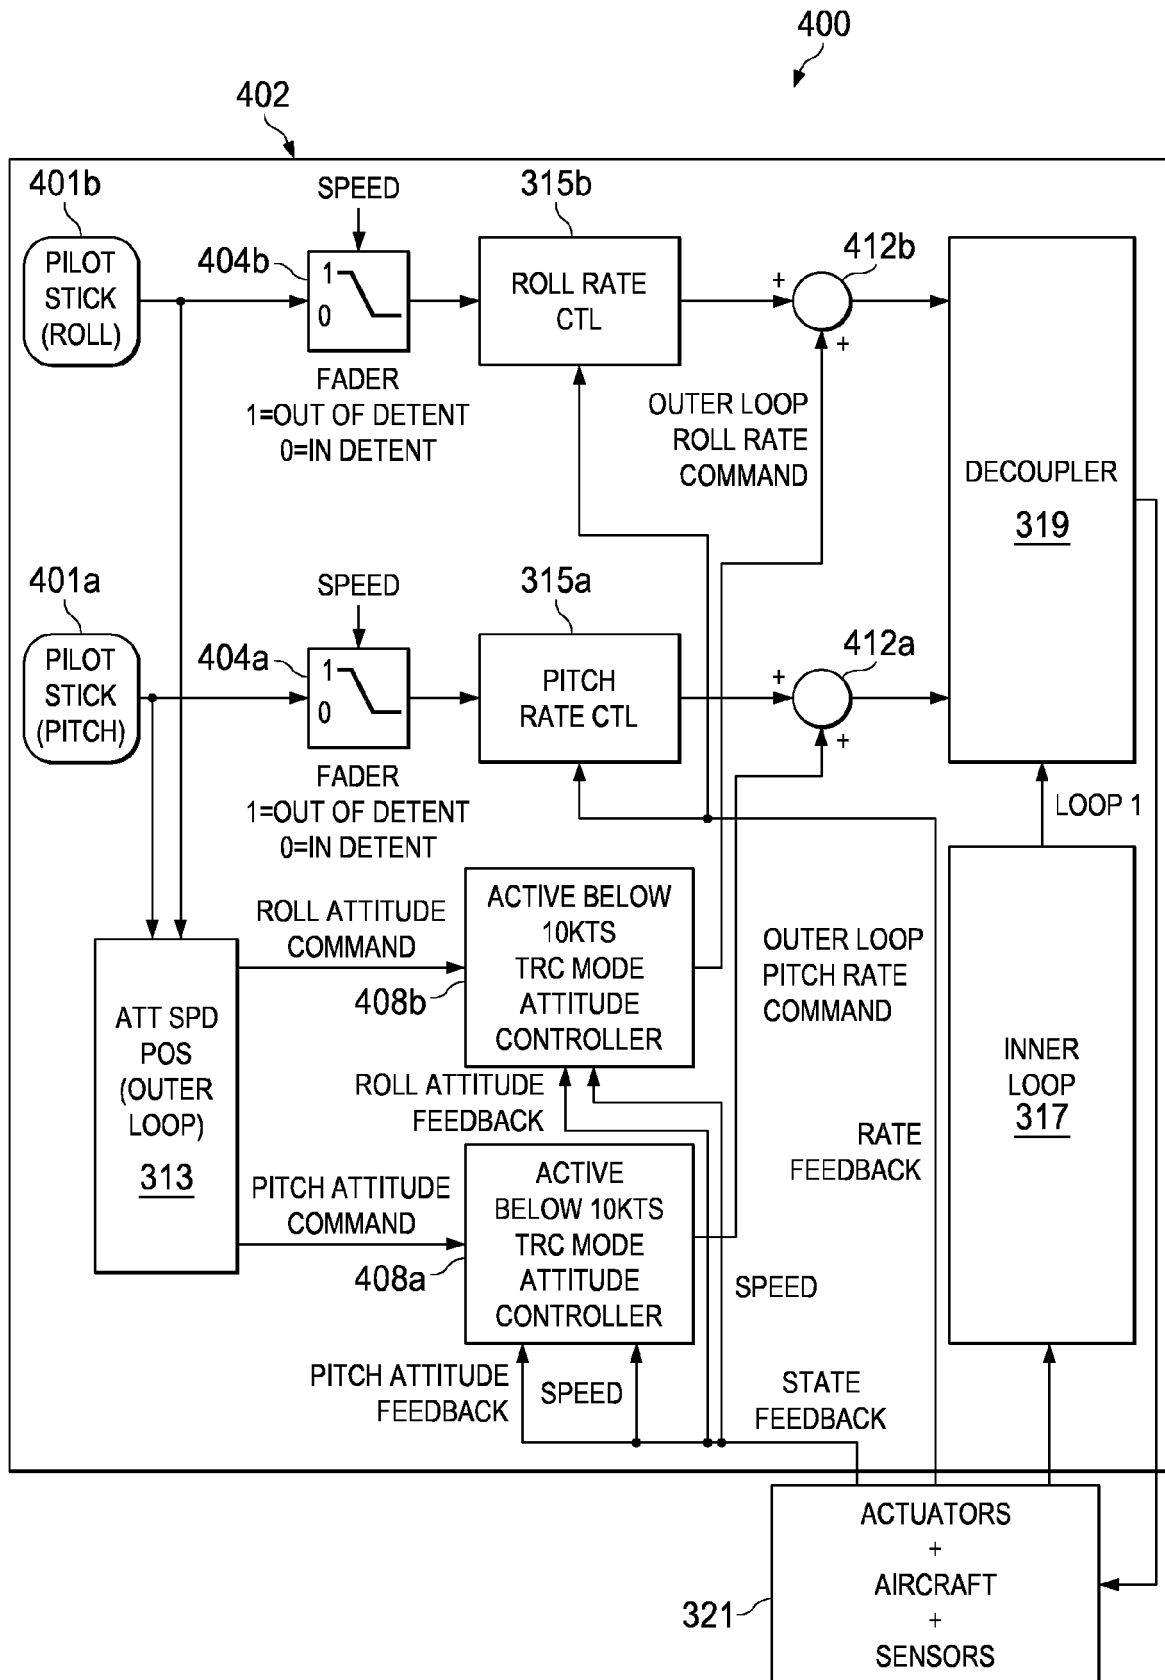 400
402
401b
PILOT
STICK
(ROLL)
SPEED
404b
1
0
FADER
1=OUT OF DETENT
0=IN DETENT
315b
ROLL RATE
CTL
+
412b
+
OUTER LOOP
ROLL RATE
COMMAND
DECOUPLER
319
401a
PILOT
STICK
(PITCH)
SPEED
404a
1
0
FADER
1=OUT OF DETENT
0=IN DETENT
315a
PITCH
RATE CTL
+
412a
+
LOOP 1
ROLL ATTITUDE
COMMAND
ACTIVE BELOW
10KTS
TRC MODE
ATTITUDE
CONTROLLER
408b
OUTER LOOP
PITCH RATE
COMMAND
ATT SPD
POS
(OUTER
LOOP)
313
INNER
LOOP
317
ROLL ATTITUDE
FEEDBACK
RATE
FEEDBACK
PITCH ATTITUDE
COMMAND
ACTIVE
BELOW 10KTS
TRC MODE
ATTITUDE
CONTROLLER
408a
SPEED
PITCH ATTITUDE
FEEDBACK
SPEED
STATE
FEEDBACK
ACTUATORS
+
AIRCRAFT
+
SENSORS
321